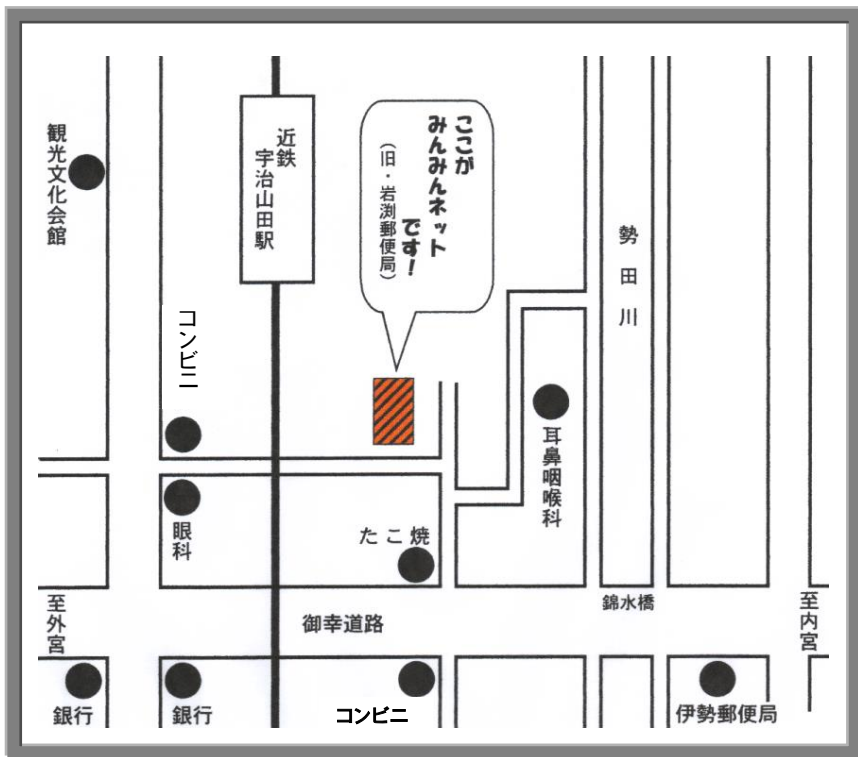 観光文化会館
近鉄
宇治山田駅
ここが
みんみんネット
です！
（旧・岩渕郵便局）
勢田川
コンビニ
耳鼻咽喉科
眼科
たこ焼
至外宮
御幸道路
錦水橋
至内宮
銀行
銀行
コンビニ
伊勢郵便局